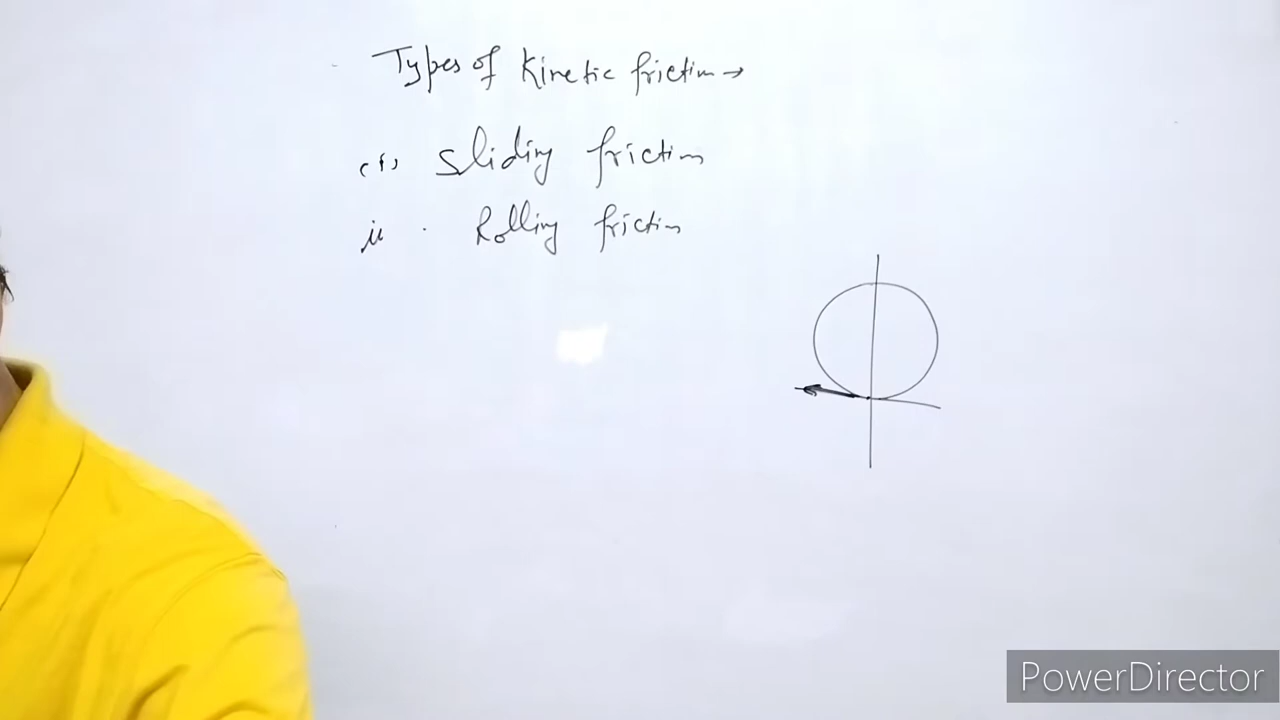 Types of Kinetic friction →
(i) Sliding friction
ii. Rolling friction
PowerDirector